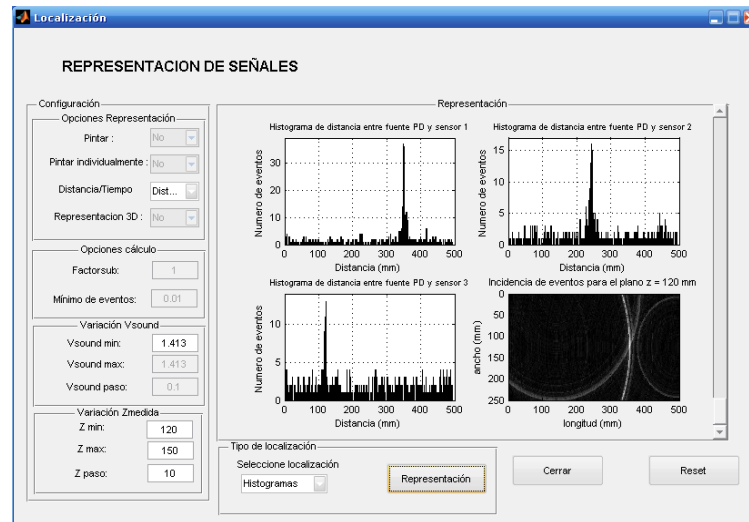 Localización
REPRESENTACION DE SEÑALES
Configuración
Opciones Representación
Pintar : No
Pintar individualmente : No
Distancia/Tiempo Dist...
Representacion 3D : No
Opciones cálculo
Factorsub: 1
Mínimo de eventos: 0.01
Variación Vsound
Vsound min: 1.413
Vsound max: 1.413
Vsound paso: 0.1
Variación Zmedida
Z min: 120
Z max: 150
Z paso: 10
Representación
Histograma de distancia entre fuente PD y sensor 1
Numero de eventos
30
20
10
0
0 100 200 300 400 500
Distancia (mm)
Histograma de distancia entre fuente PD y sensor 2
Numero de eventos
15
10
5
0
0 100 200 300 400 500
Distancia (mm)
Histograma de distancia entre fuente PD y sensor 3
Numero de eventos
10
5
0
0 100 200 300 400 500
Distancia (mm)
Incidencia de eventos para el plano z = 120 mm
ancho (mm)
0
50
100
150
200
250
0 100 200 300 400 500
longitud (mm)
Tipo de localización
Seleccione localización
Histogramas
Representación
Cerrar
Reset